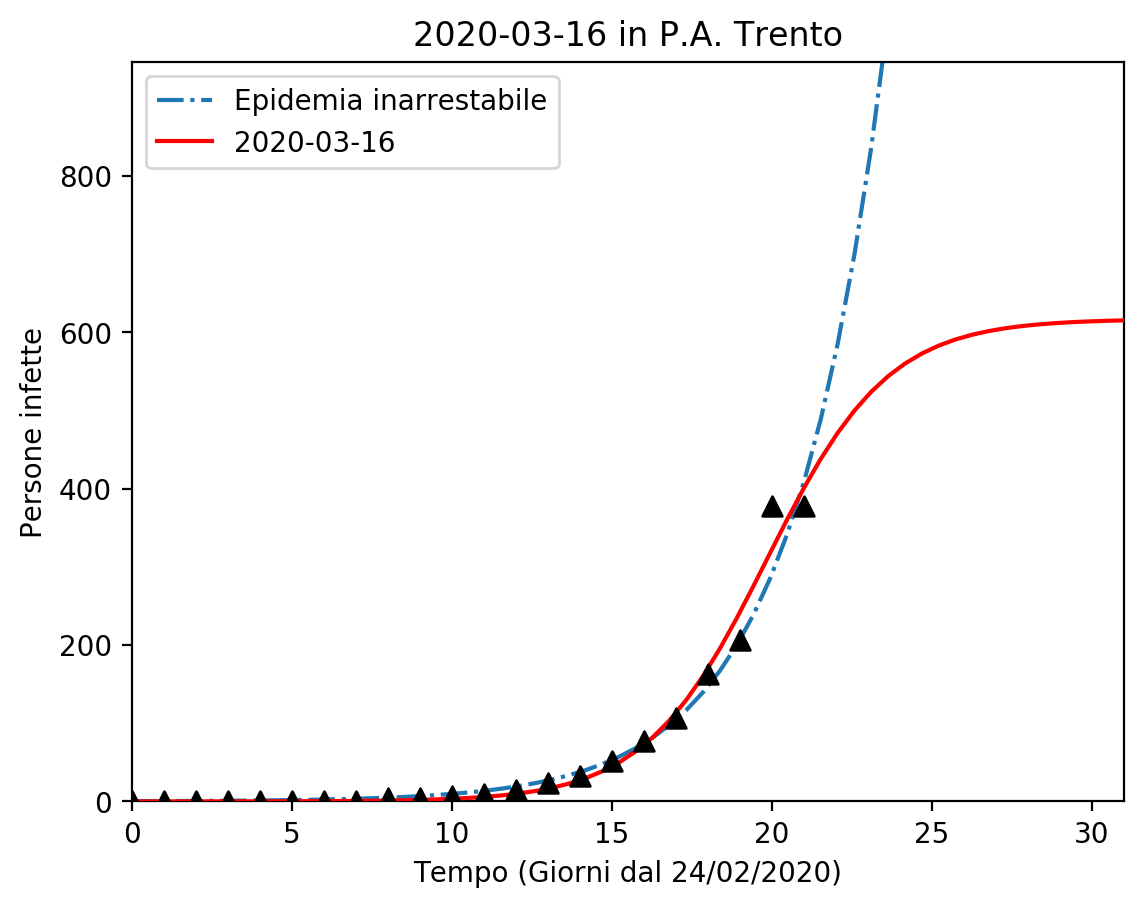 2020-03-16 in P.A. Trento
Epidemia inarrestabile
2020-03-16
Persone infette
800
600
400
200
0
0 5 10 15 20 25 30
Tempo (Giorni dal 24/02/2020)